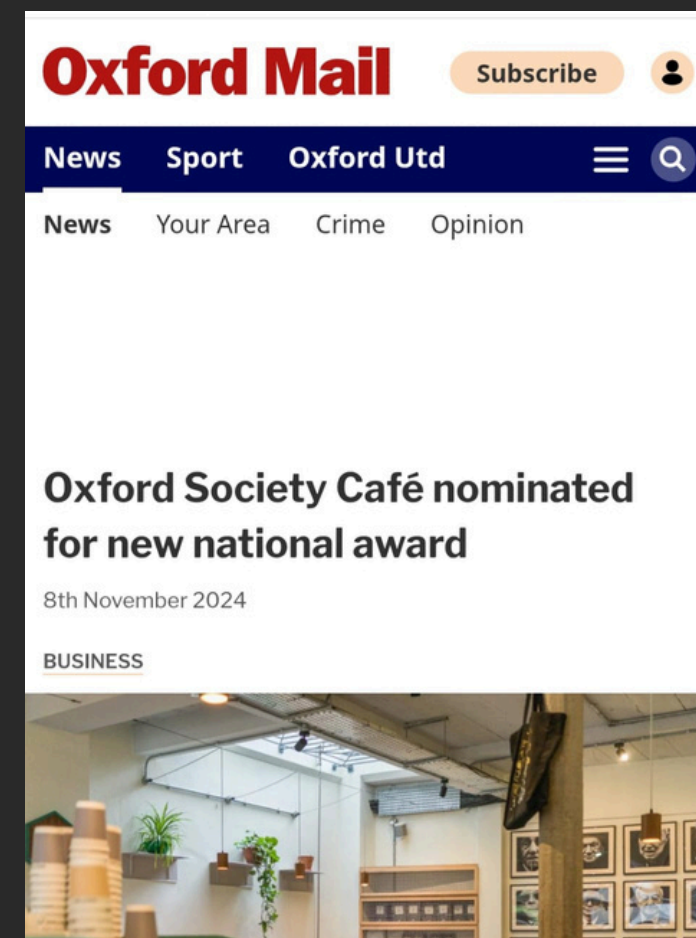 Oxford Mail Subscribe
News Sport Oxford Utd
News Your Area Crime Opinion
Oxford Society Café nominated
for new national award
8th November 2024
BUSINESS